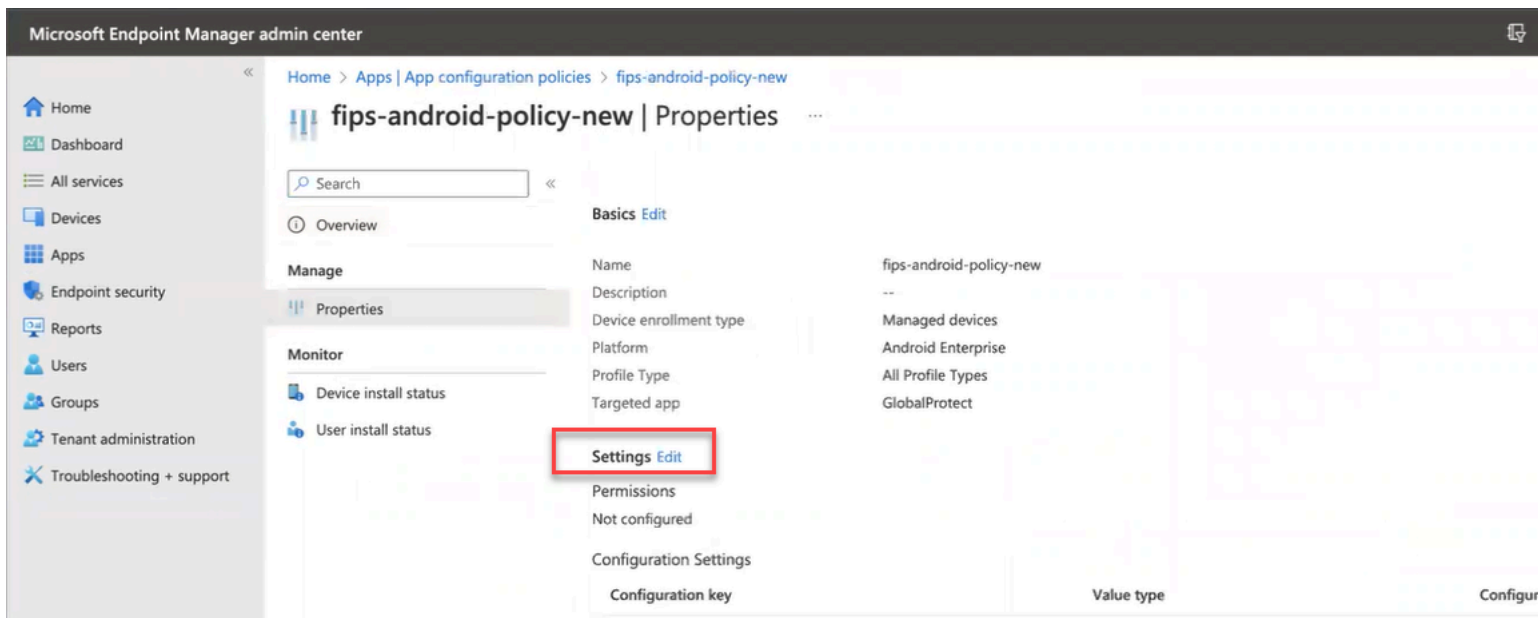 Microsoft Endpoint Manager admin center
«
Home > Apps | App configuration policies > fips-android-policy-new
fips-android-policy-new | Properties ...
Home
Dashboard
All services
Devices
Apps
Endpoint security
Reports
Users
Groups
Tenant administration
Troubleshooting + support
Search «
Overview
Manage
Properties
Monitor
Device install status
User install status
Basics Edit
Name fips-android-policy-new
Description --
Device enrollment type Managed devices
Platform Android Enterprise
Profile Type All Profile Types
Targeted app GlobalProtect
Settings Edit
Permissions
Not configured
Configuration Settings
Configuration key Value type Configur